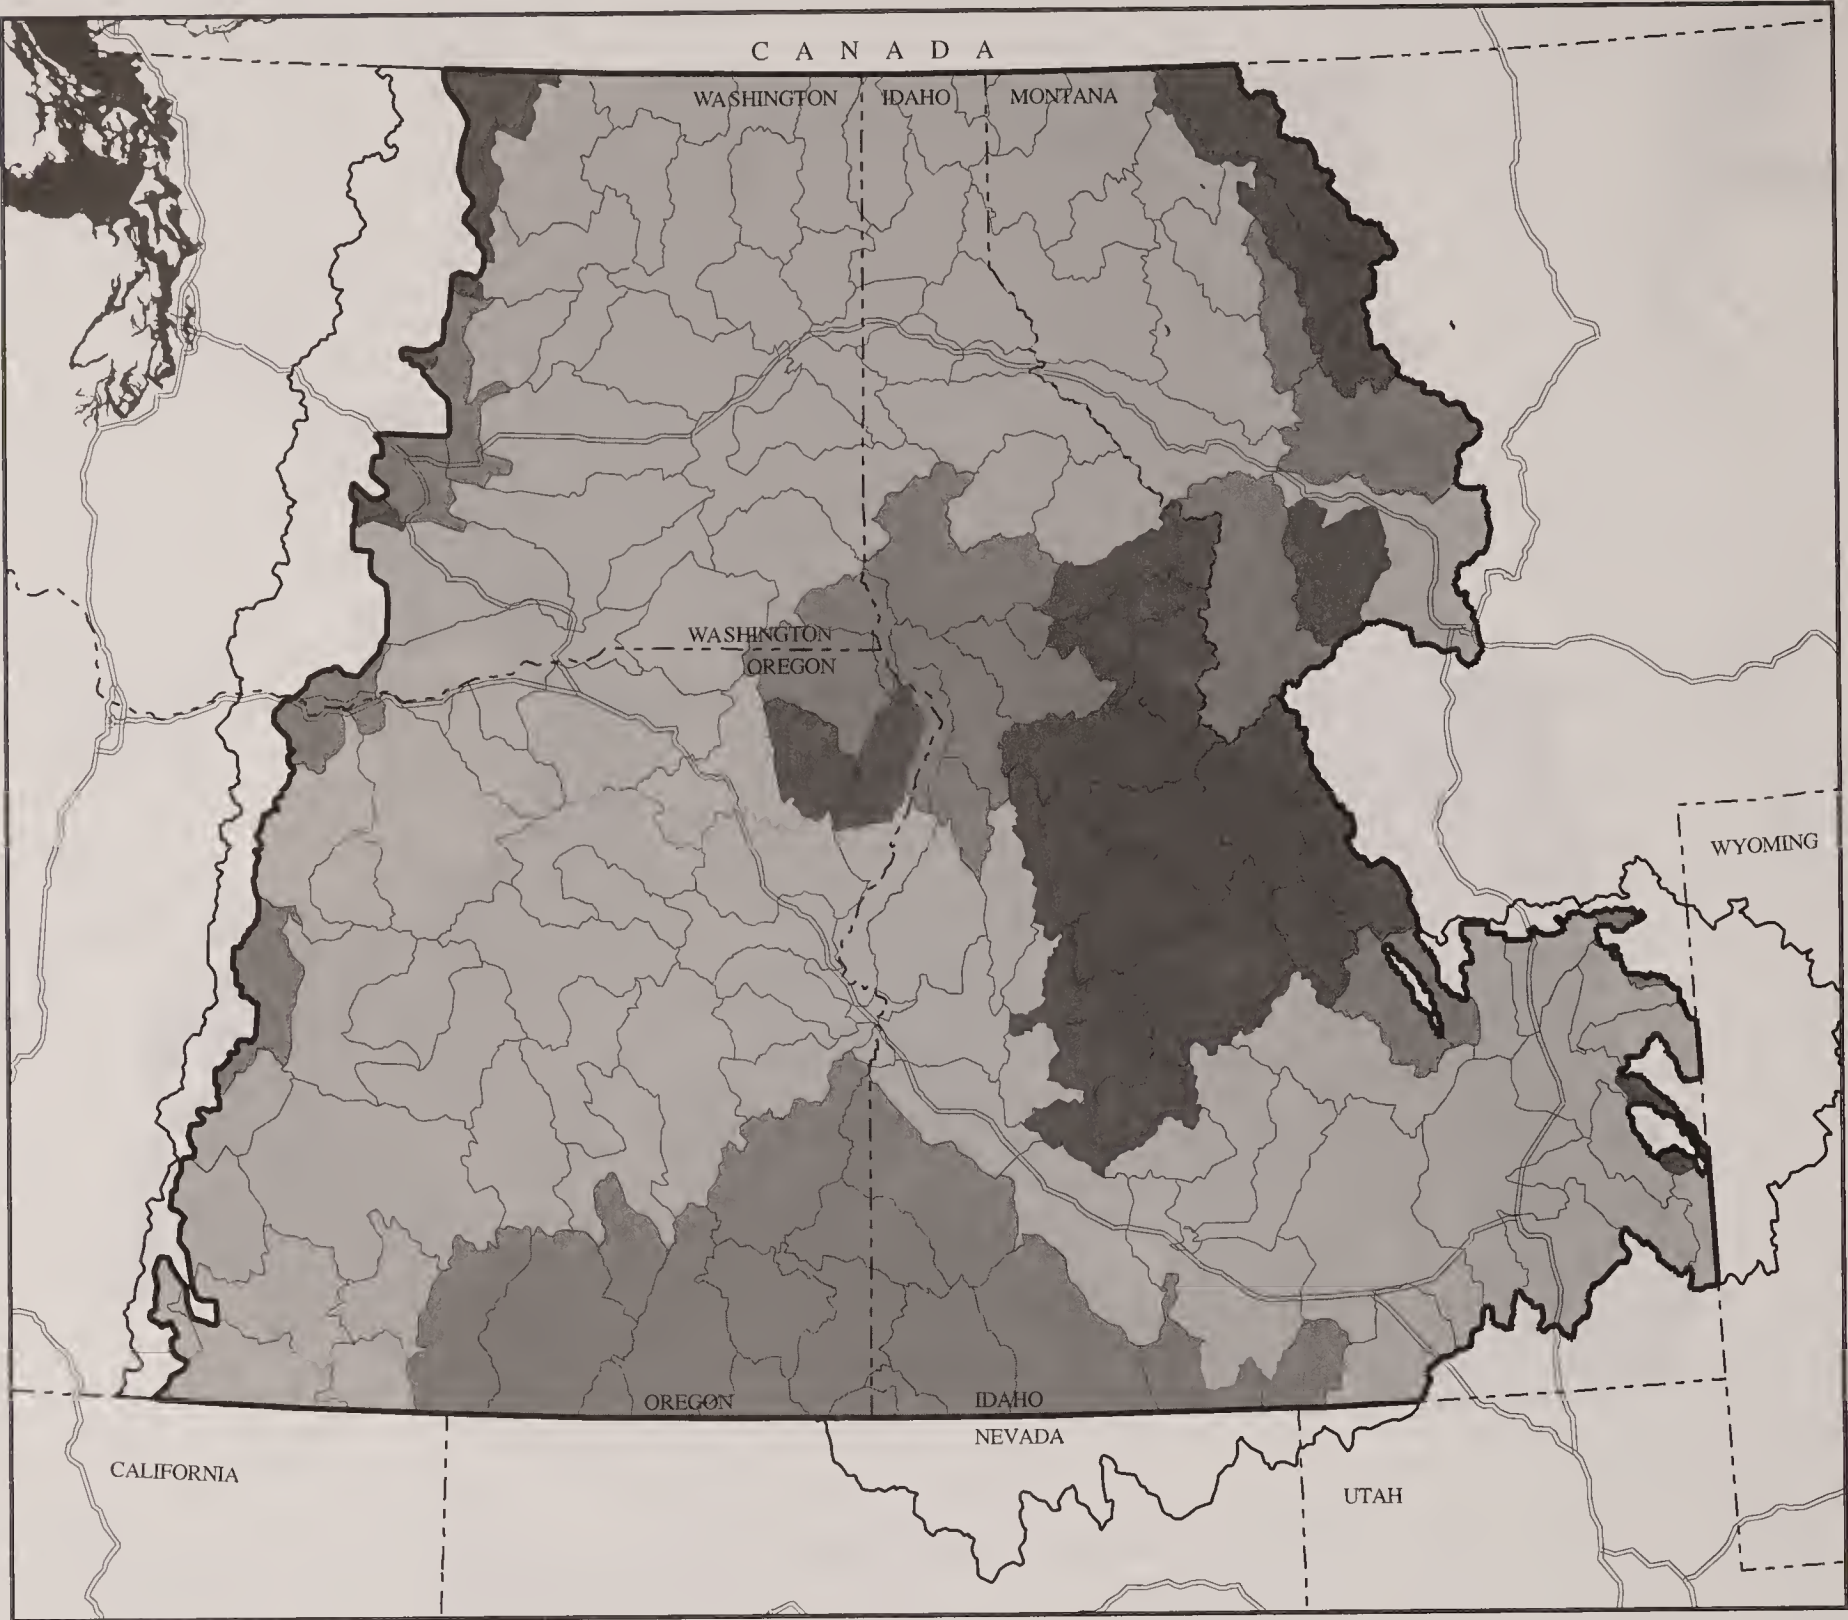 C A N A D A
WASHINGTON IDAHO MONTANA
WASHINGTON
OREGON
WYOMING
OREGON IDAHO
NEVADA
CALIFORNIA
UTAH